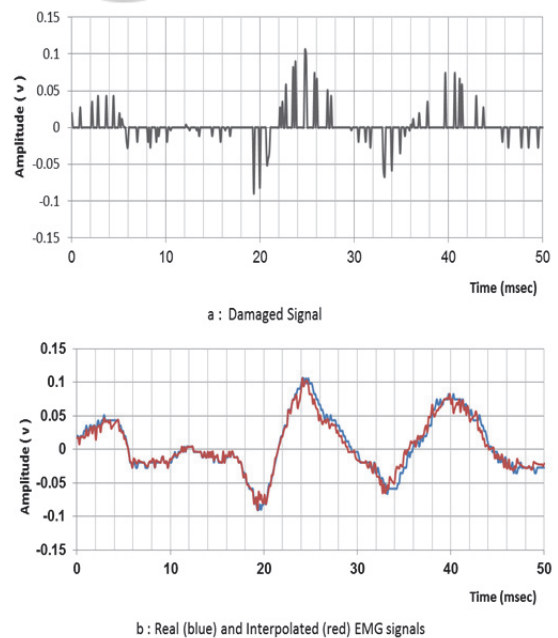 0.15
0.1
0.05
0
-0.05
-0.1
0.15
Amplitude ( v )
0 10 20 30 40 50
Time (msec)
a : Damaged Signal
0.15
0.1
0.05
0
-0.05
-0.1
-0.15
Amplitude ( v )
0 10 20 30 40 50
Time (msec)
b : Real (blue) and Interpolated (red) EMG signals